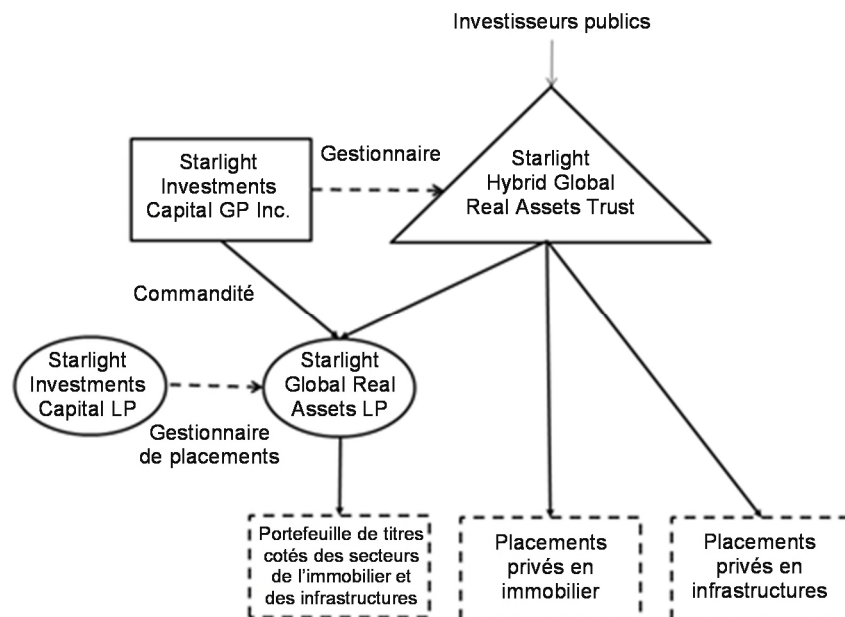 Investisseurs publics
Starlight
Investments
Capital GP Inc.
Gestionnaire
Starlight
Hybrid Global
Real Assets Trust
Commandité
Starlight
Investments
Capital LP
Gestionnaire
de placements
Starlight
Global Real
Assets LP
Portefeuille de titres
cotés des secteurs
de l'immobilier et
des infrastructures
Placements
privés en
immobilier
Placements
privés en
infrastructures